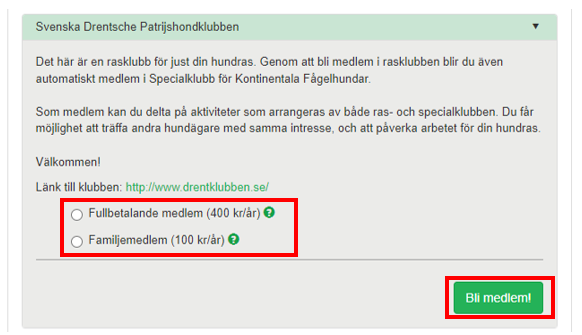 Svenska Drentsche Patrijshondklubben ▼
Det här är en rasklubb för just din hundras. Genom att bli medlem i rasklubben blir du även
automatiskt medlem i Specialklubb för Kontinentala Fågelhundar.
Som medlem kan du delta på aktiviteter som arrangeras av både ras- och specialklubben. Du får
möjlighet att träffa andra hundägare med samma intresse, och att påverka arbetet för din hundras.
Välkommen!
Länk till klubben: http://www.drentklubben.se/
Fullbetalande medlem (400 kr/år) ?
Familjemedlem (100 kr/år) ?
Bli medlem!